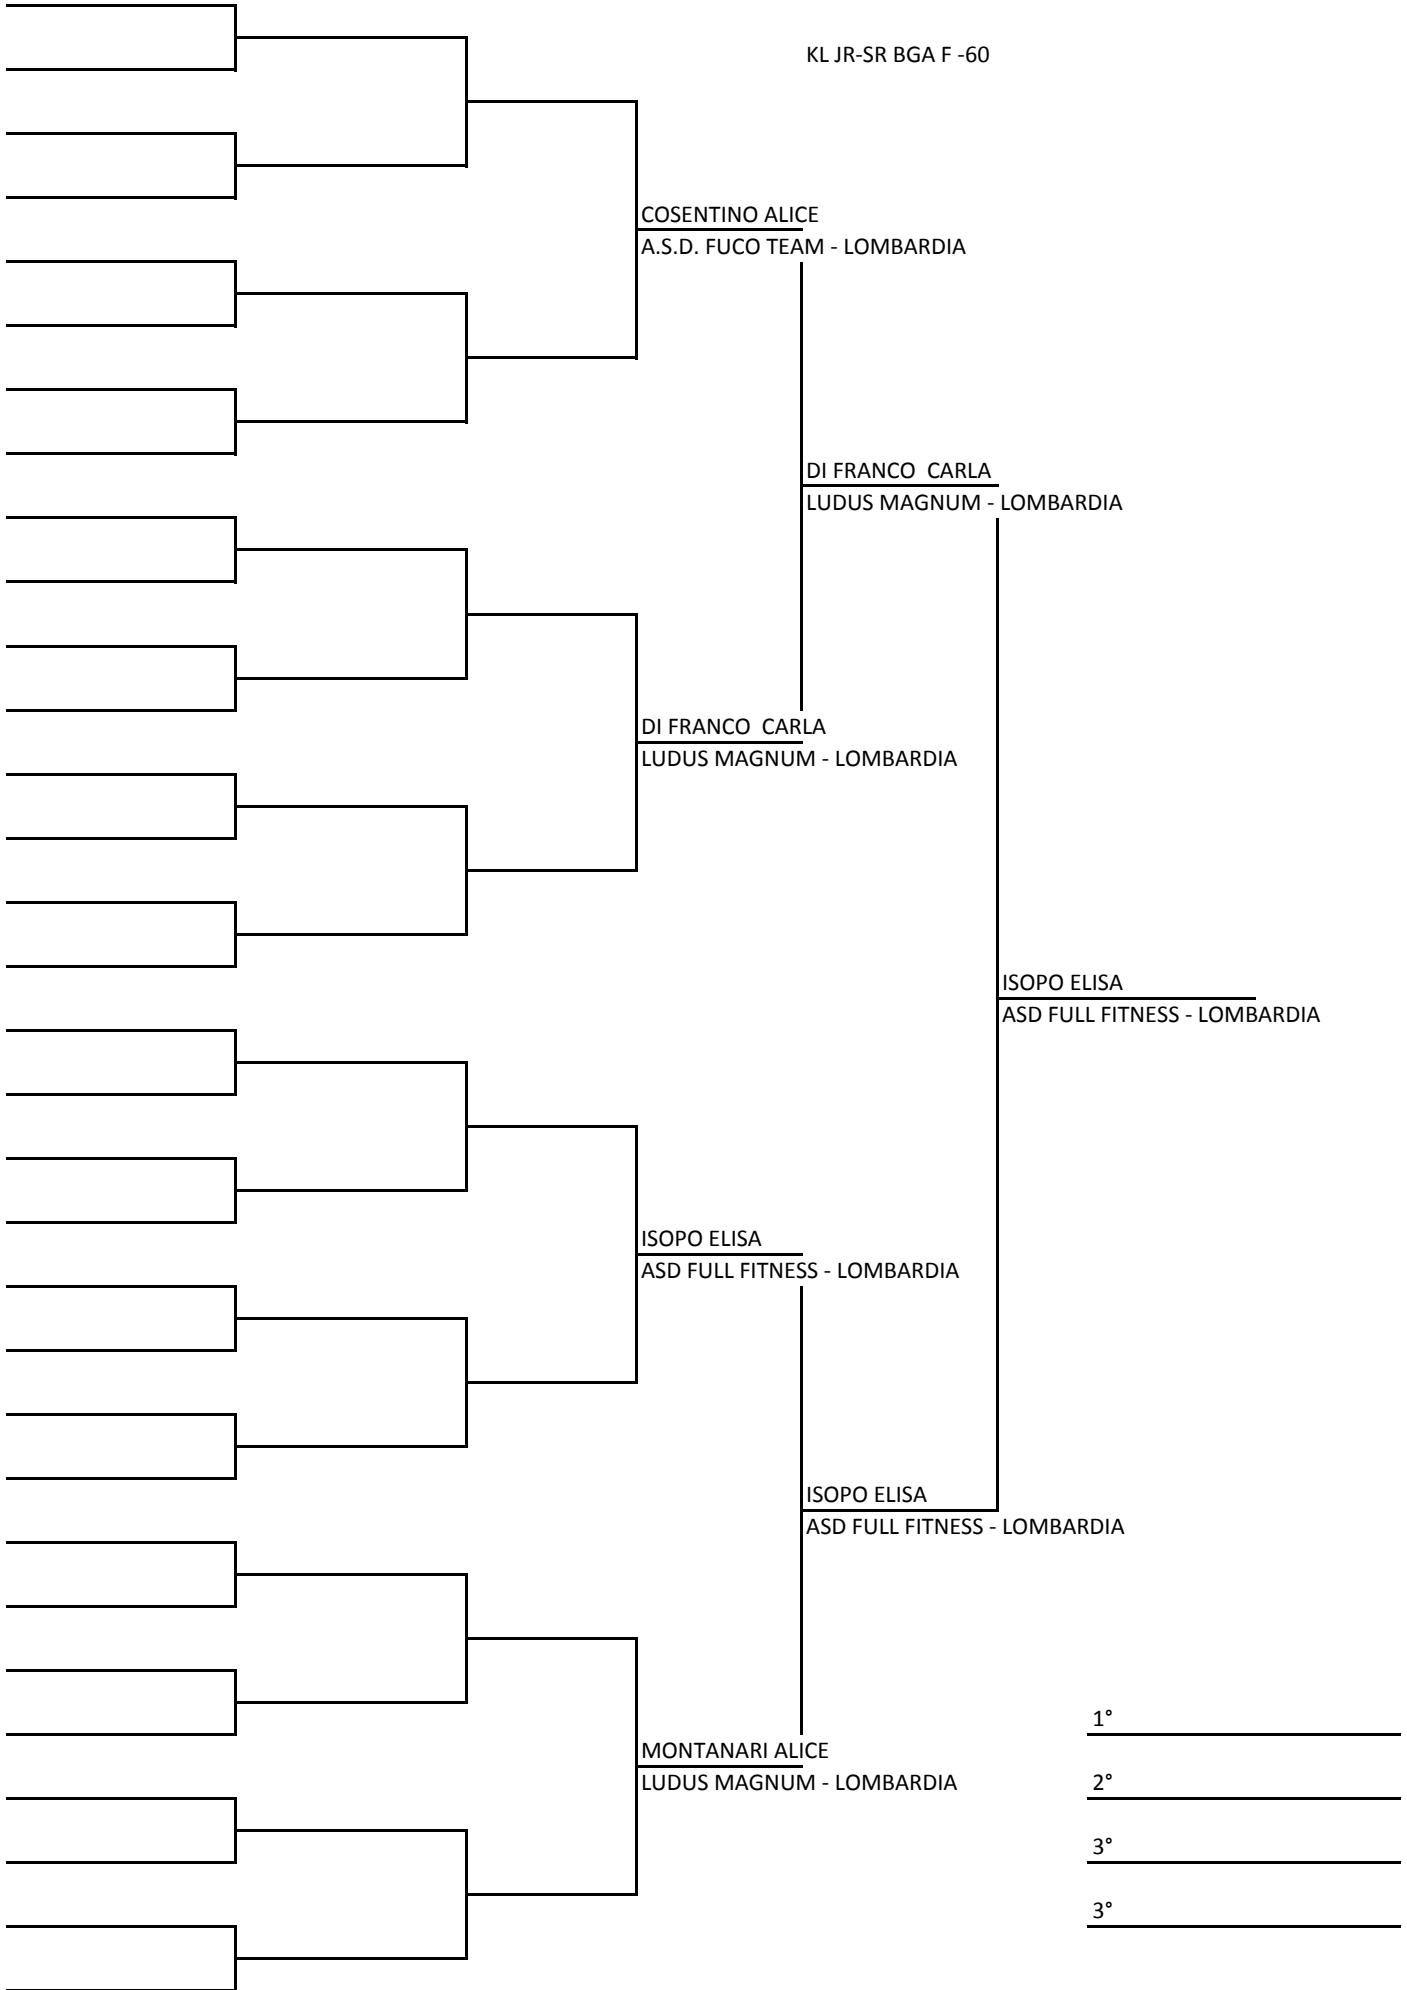 KL JR-SR BGA F -60
COSENTINO ALICE
A.S.D. FUCO TEAM - LOMBARDIA
DI FRANCO  CARLA
LUDUS MAGNUM - LOMBARDIA
DI FRANCO  CARLA
LUDUS MAGNUM - LOMBARDIA
ISOPO ELISA
ASD FULL FITNESS - LOMBARDIA
ISOPO ELISA
ASD FULL FITNESS - LOMBARDIA
ISOPO ELISA
ASD FULL FITNESS - LOMBARDIA
1°
MONTANARI ALICE
LUDUS MAGNUM - LOMBARDIA
2°
3°
3°